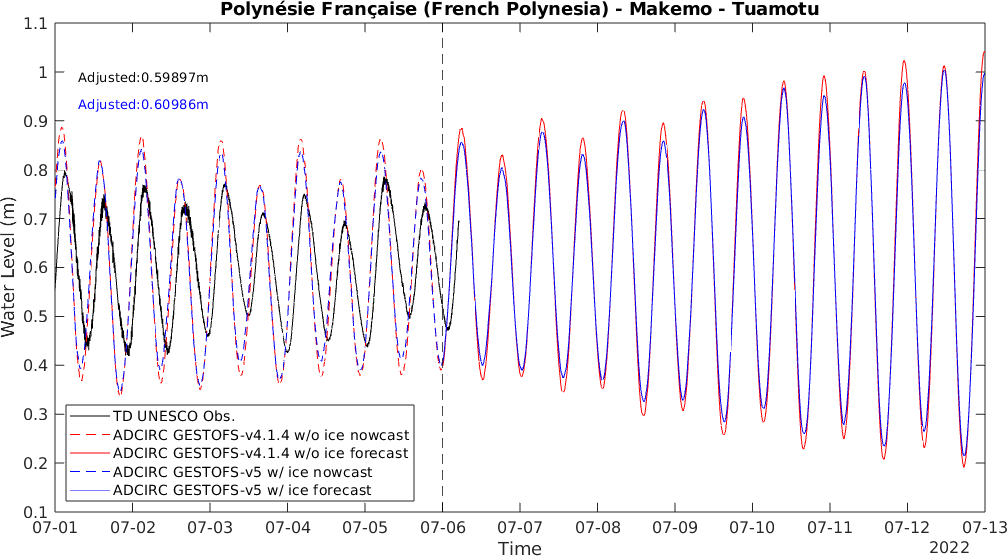 Polynésie Française (French Polynesia) - Makemo - Tuamotu
1.1
1
0.9
0.8
0.7
0.6
0.5
0.4
0.3
0.2
0.1
Water Level (m)
Adjusted:0.59897m
Adjusted:0.60986m
TD UNESCO Obs.
ADCIRC GESTOFS-v4.1.4 w/o ice nowcast
ADCIRC GESTOFS-v4.1.4 w/o ice forecast
ADCIRC GESTOFS-v5 w/ ice nowcast
ADCIRC GESTOFS-v5 w/ ice forecast
07-01 07-02 07-03 07-04 07-05 07-06 07-07 07-08 07-09 07-10 07-11 07-12 07-13
Time
2022